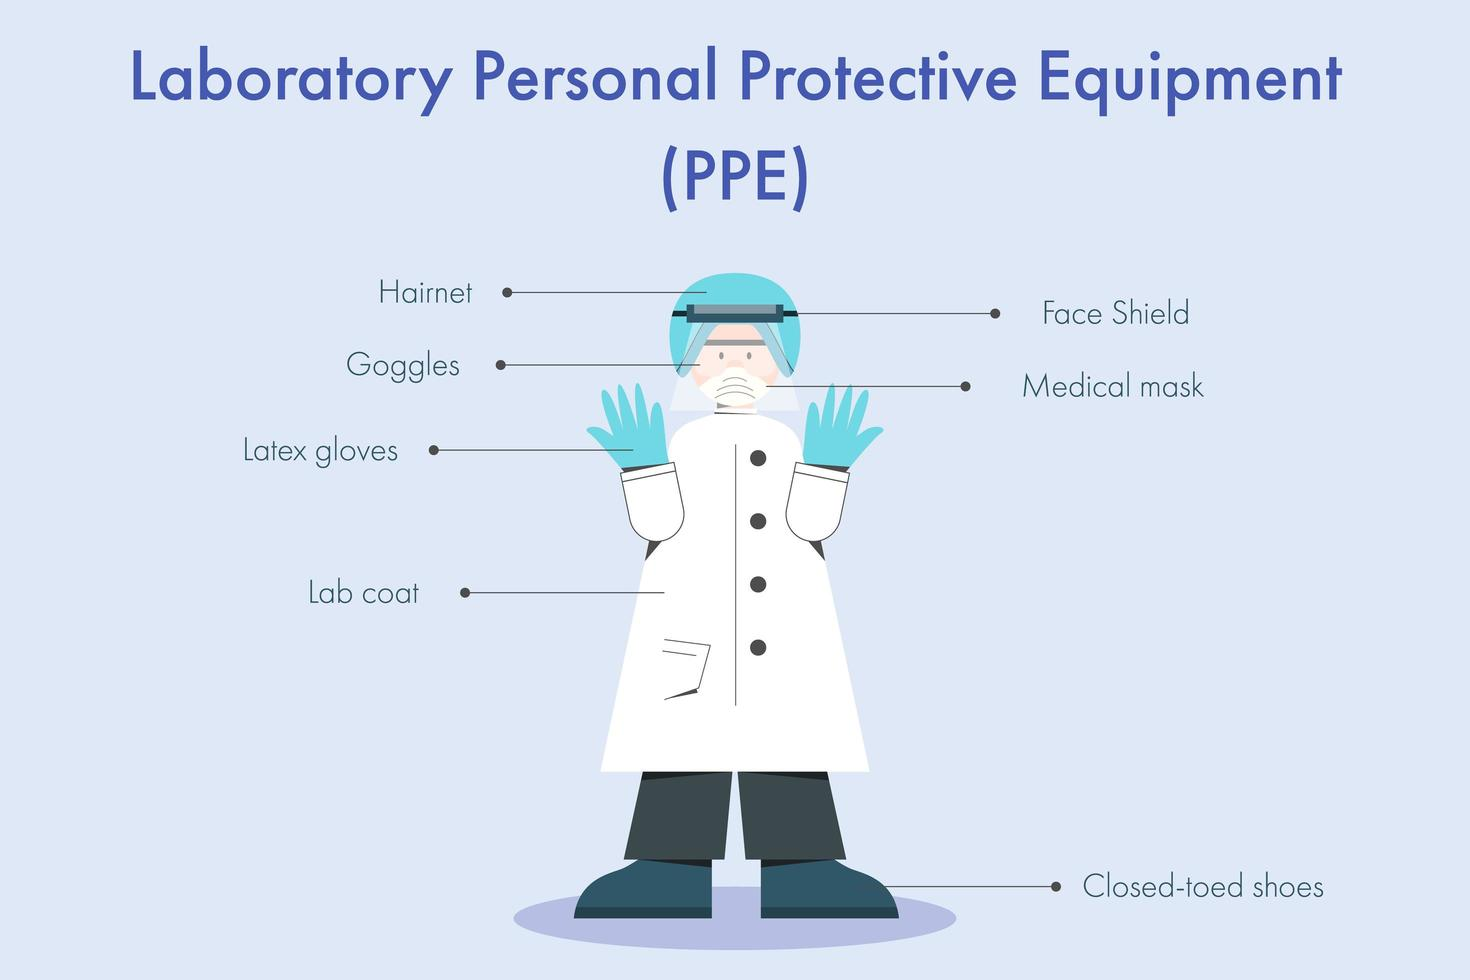 Laboratory Personal Protective Equipment
(PPE)
Hairnet
Face Shield
Goggles
Medical mask
Latex gloves
Lab coat
Closed-toed shoes